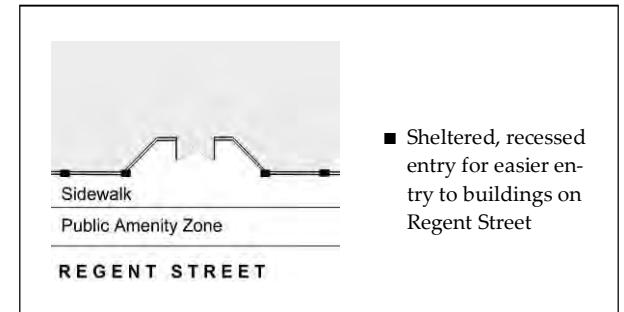 Sidewalk
Public Amenity Zone
REGENT STREET
■ Sheltered, recessed
entry for easier en-
try to buildings on
Regent Street